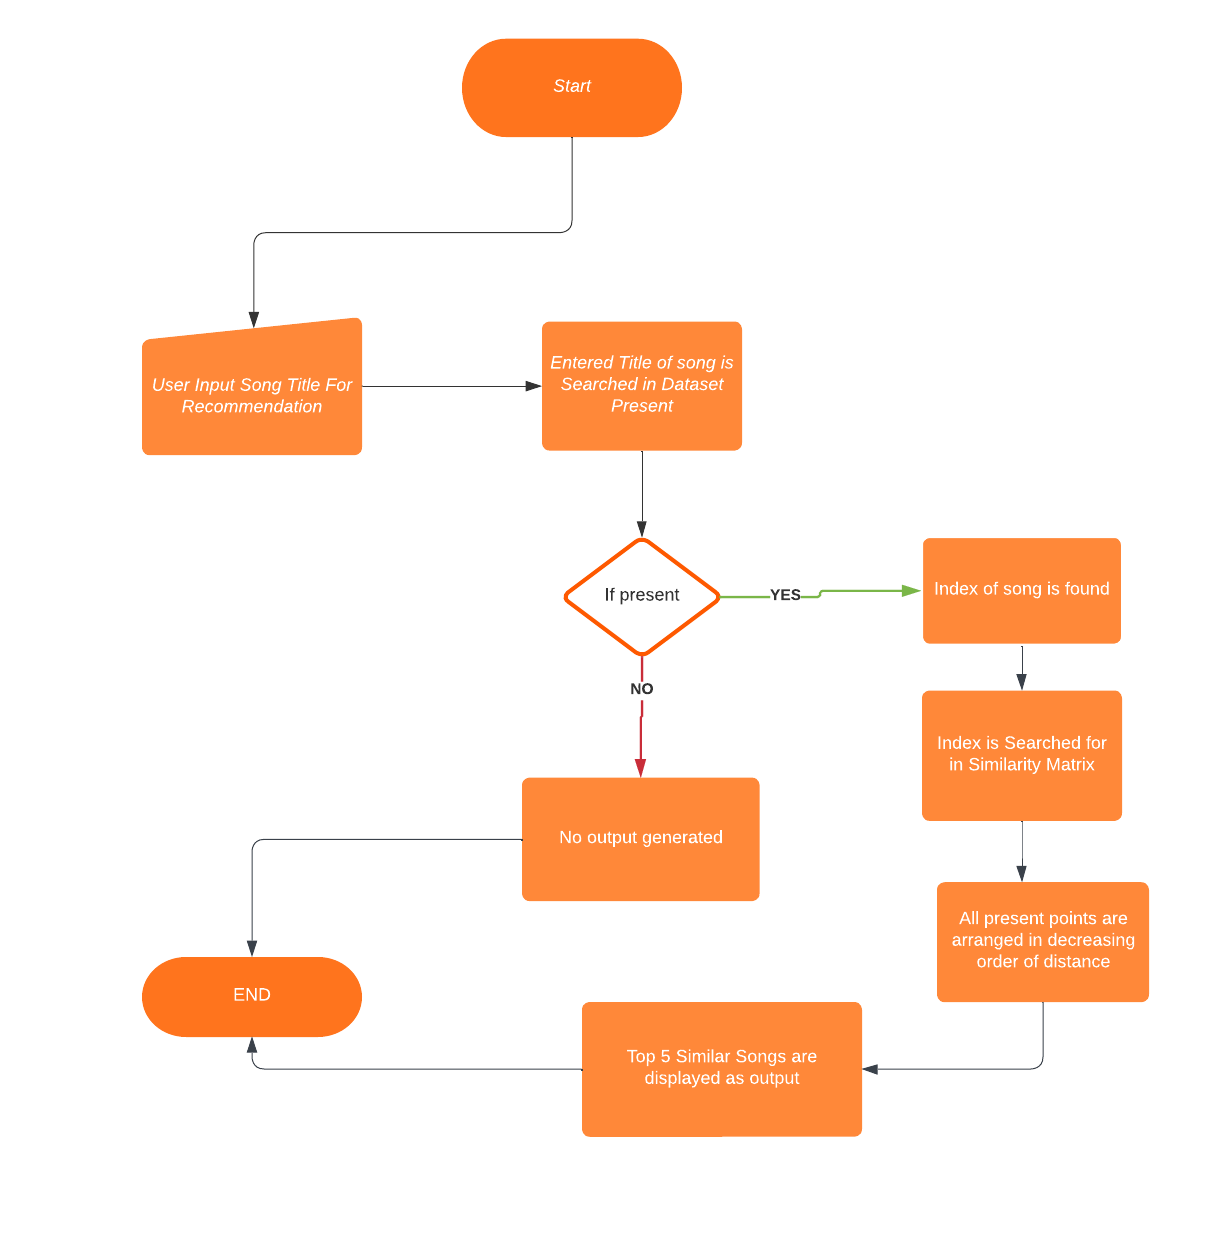 Start
User Input Song Title For
Recommendation
Entered Title of song is
Searched in Dataset
Present
If present
YES
Index of song is found
NO
Index is Searched for
in Similarity Matrix
No output generated
All present points are
arranged in decreasing
order of distance
END
Top 5 Similar Songs are
displayed as output